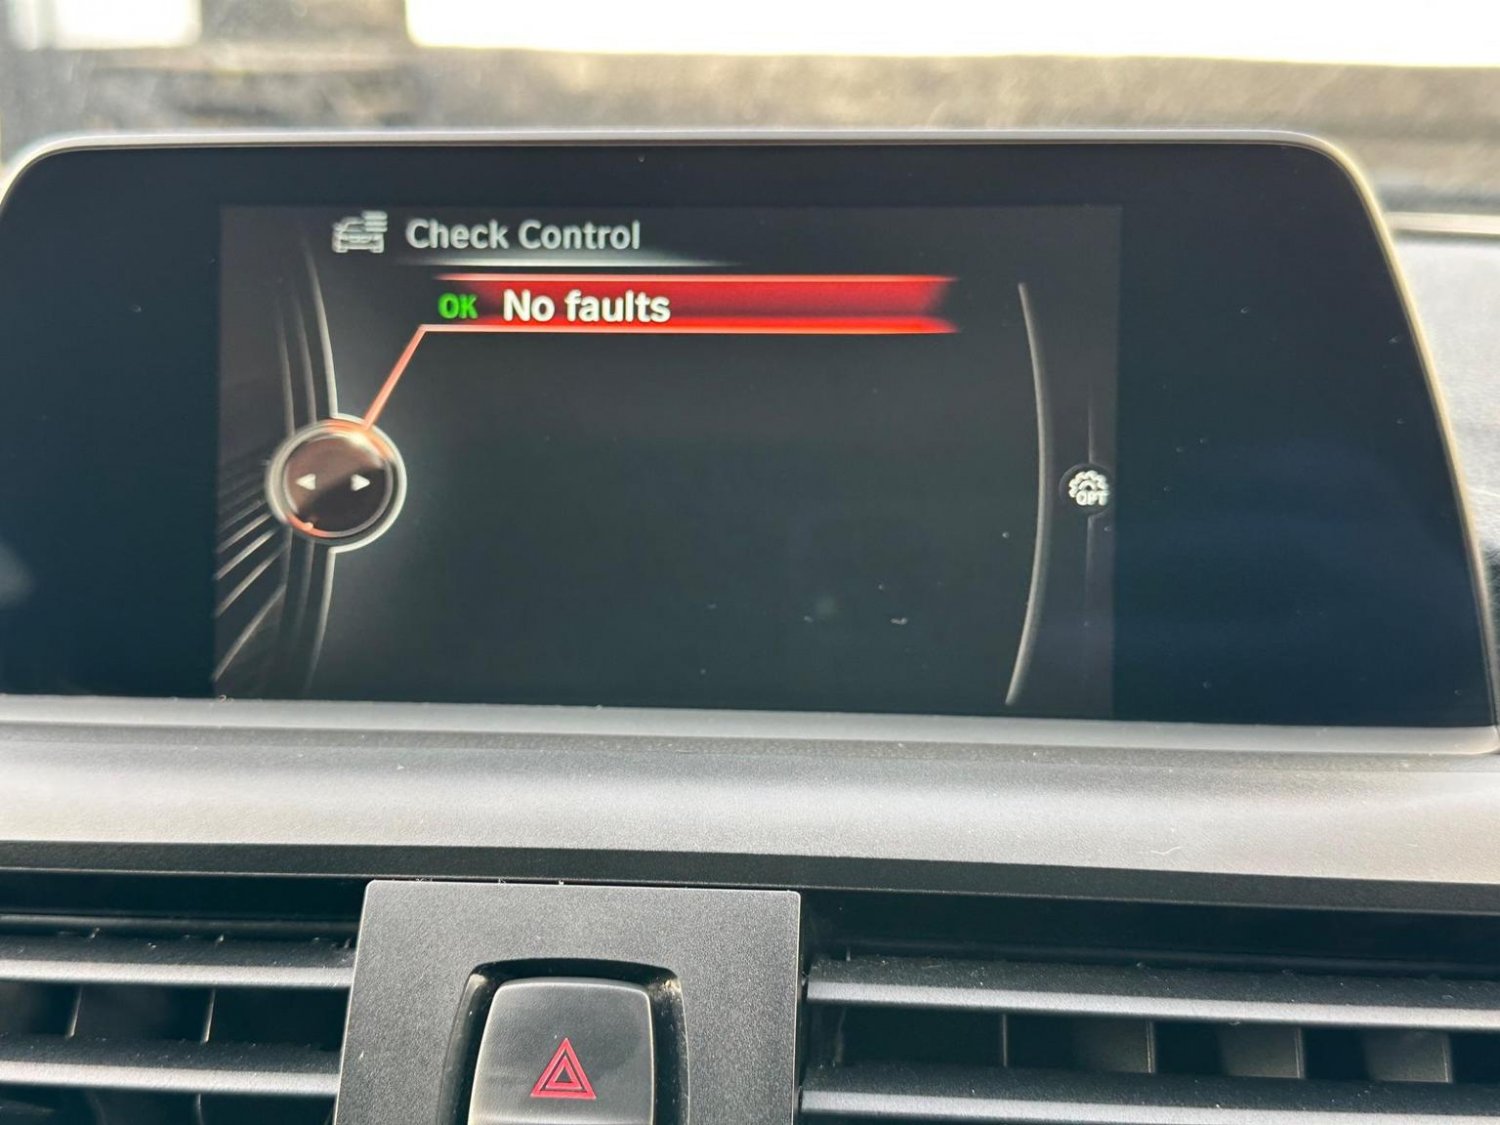 Check Control
OK No faults
OPT